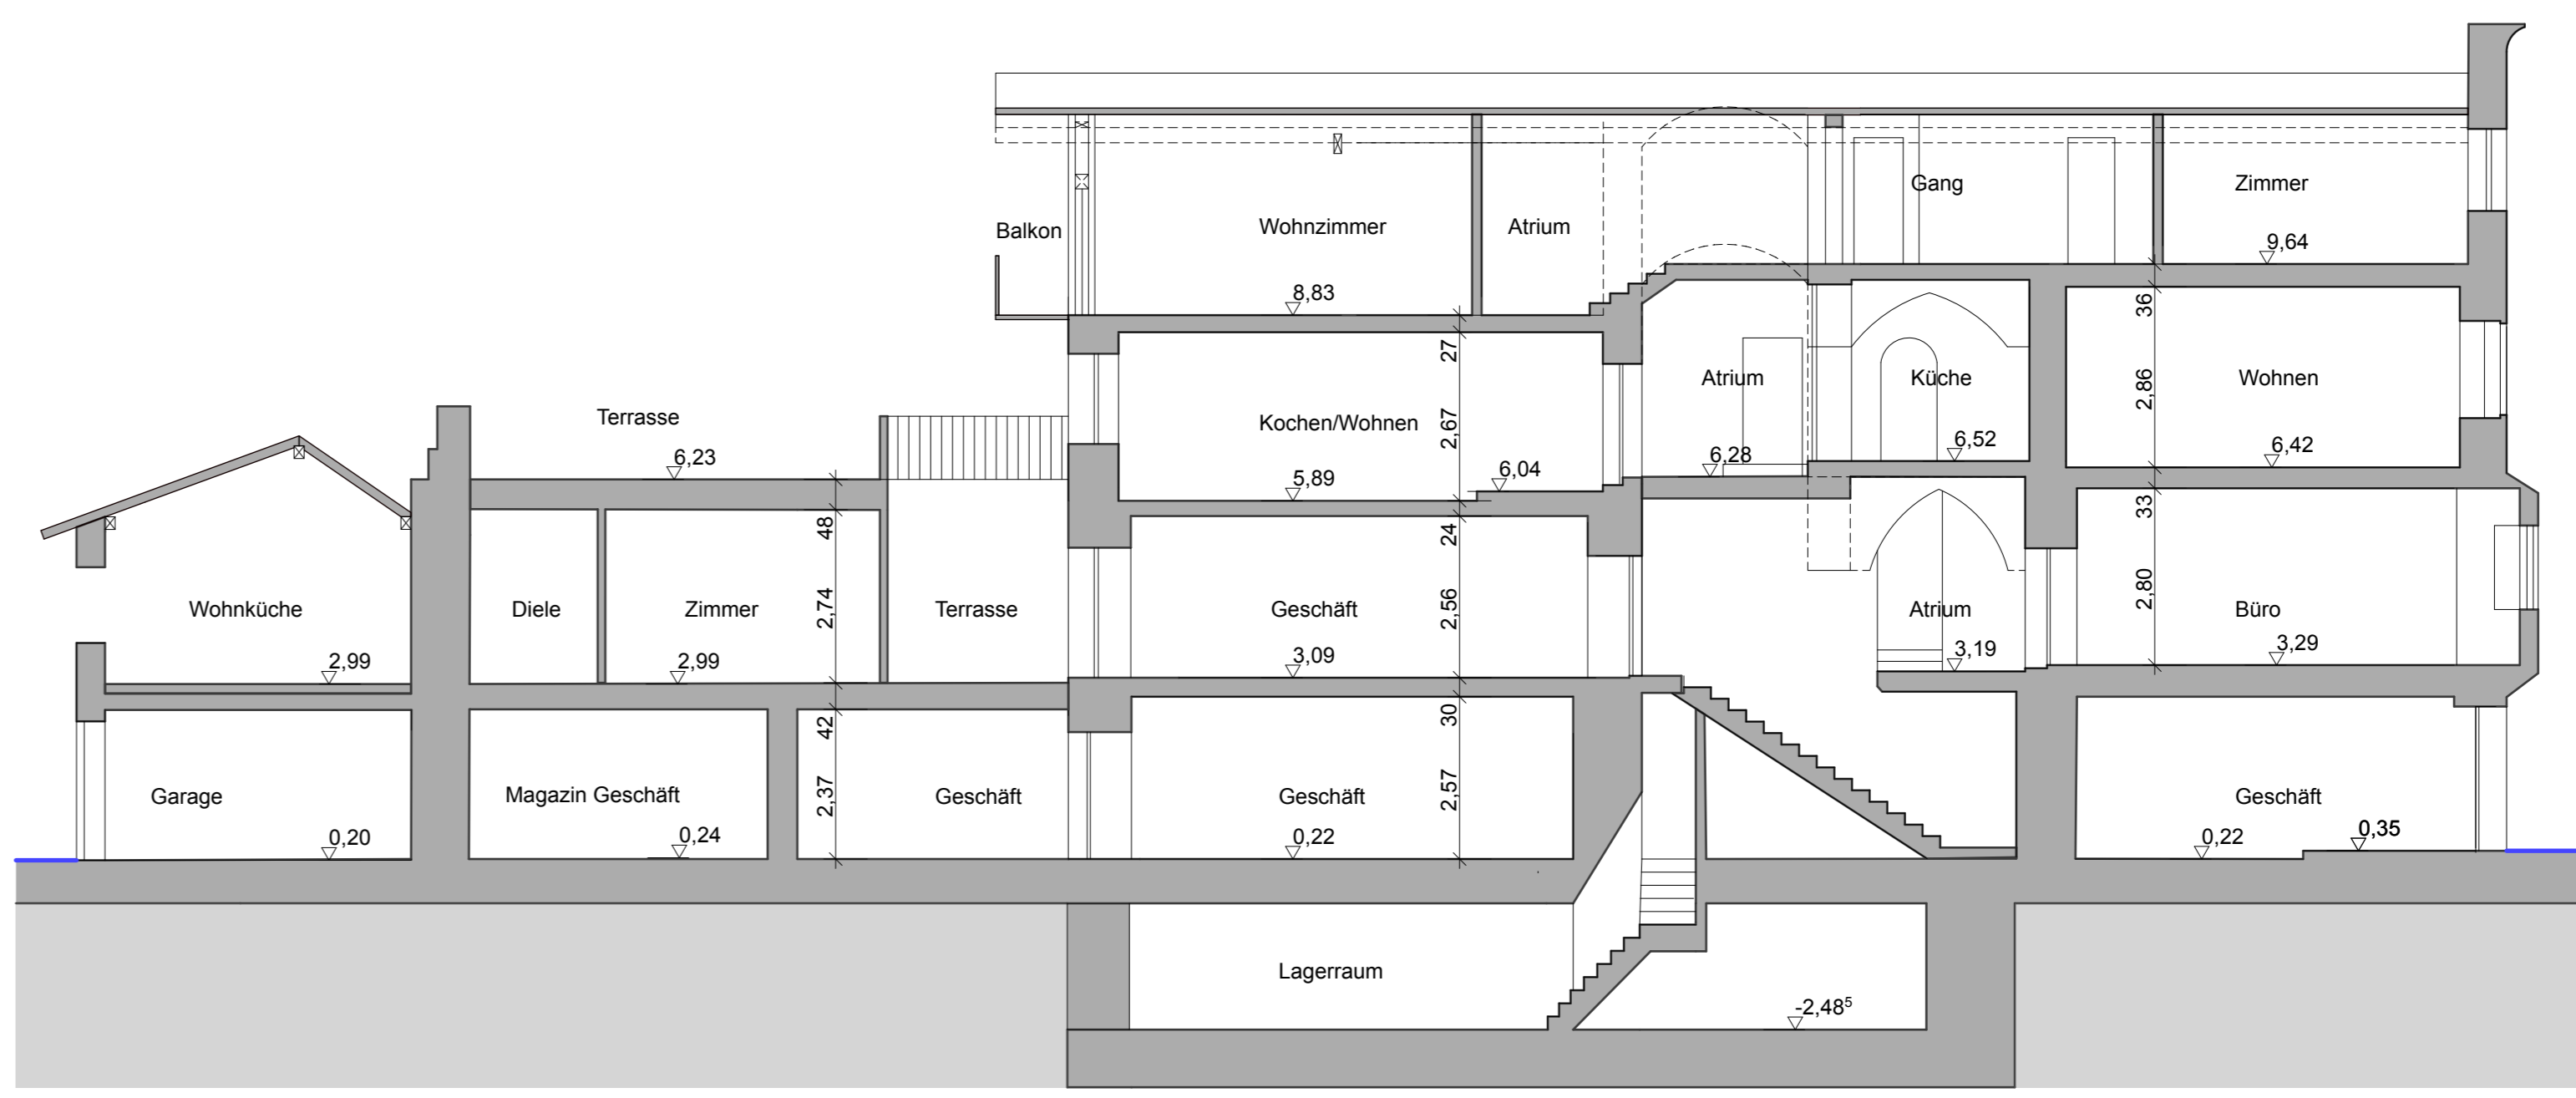 Gang
Zimmer
Balkon
Wohnzimmer
Atrium
9,64
8,83
36
27
Terrasse
Kochen/Wohnen
2,67
Atrium
Küche
2,86
Wohnen
6,23
5,89
6,04
6,28
6,52
6,42
48
24
33
Wohnküche
Diele
Zimmer
2,74
Terrasse
Geschäft
2,56
Atrium
2,80
Büro
2,99
2,99
3,09
3,19
3,29
42
30
Garage
Magazin Geschäft
2,37
Geschäft
Geschäft
2,57
Geschäft
0,20
0,24
0,22
0,22
0,35
Lagerraum
-2,48⁵